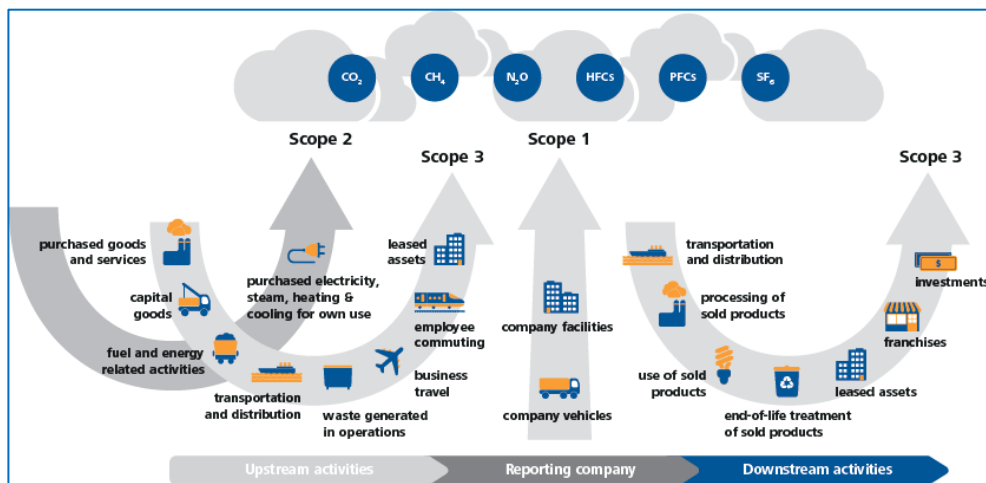 CO₂
CH₄
N₂O
HFCs
PFCs
SF₆
Scope 2
Scope 3
Scope 1
Scope 3
purchased goods
and services
capital
goods
fuel and energy
related activities
transportation
and distribution
purchased electricity,
steam, heating &
cooling for own use
waste generated
in operations
business
travel
employee
commuting
leased
assets
company facilities
company vehicles
transportation
and distribution
processing of
sold products
use of sold
products
end-of-life treatment
of sold products
leased assets
franchises
$
investments
Upstream activities
Reporting company
Downstream activities